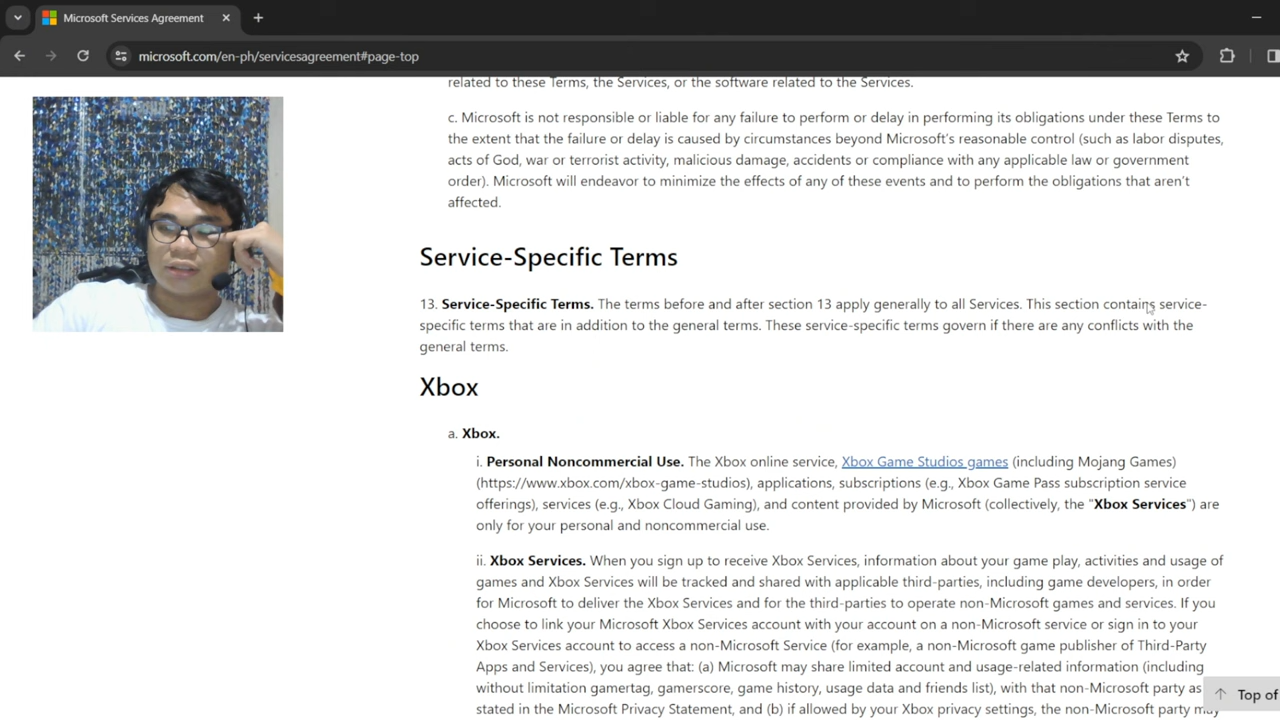 Microsoft Services Agreement
microsoft.com/en-ph/servicesagreement#page-top
related to these Terms, the Services, or the software related to the Services.
c. Microsoft is not responsible or liable for any failure to perform or delay in performing its obligations under these Terms to
the extent that the failure or delay is caused by circumstances beyond Microsoft's reasonable control (such as labor disputes,
acts of God, war or terrorist activity, malicious damage, accidents or compliance with any applicable law or government
order). Microsoft will endeavor to minimize the effects of any of these events and to perform the obligations that aren't
affected.
Service-Specific Terms
13. Service-Specific Terms. The terms before and after section 13 apply generally to all Services. This section contains service-
specific terms that are in addition to the general terms. These service-specific terms govern if there are any conflicts with the
general terms.
Xbox
a. Xbox.
i. Personal Noncommercial Use. The Xbox online service, Xbox Game Studios games (including Mojang Games)
(https://www.xbox.com/xbox-game-studios), applications, subscriptions (e.g., Xbox Game Pass subscription service
offerings), services (e.g., Xbox Cloud Gaming), and content provided by Microsoft (collectively, the "Xbox Services") are
only for your personal and noncommercial use.
ii. Xbox Services. When you sign up to receive Xbox Services, information about your game play, activities and usage of
games and Xbox Services will be tracked and shared with applicable third-parties, including game developers, in order
for Microsoft to deliver the Xbox Services and for the third-parties to operate non-Microsoft games and services. If you
choose to link your Microsoft Xbox Services account with your account on a non-Microsoft service or sign in to your
Xbox Services account to access a non-Microsoft Service (for example, a non-Microsoft game publisher of Third-Party
Apps and Services), you agree that: (a) Microsoft may share limited account and usage-related information (including
without limitation gamertag, gamerscore, game history, usage data and friends list), with that non-Microsoft party as
stated in the Microsoft Privacy Statement, and (b) if allowed by your Xbox privacy settings, the non-Microsoft party may
Top of